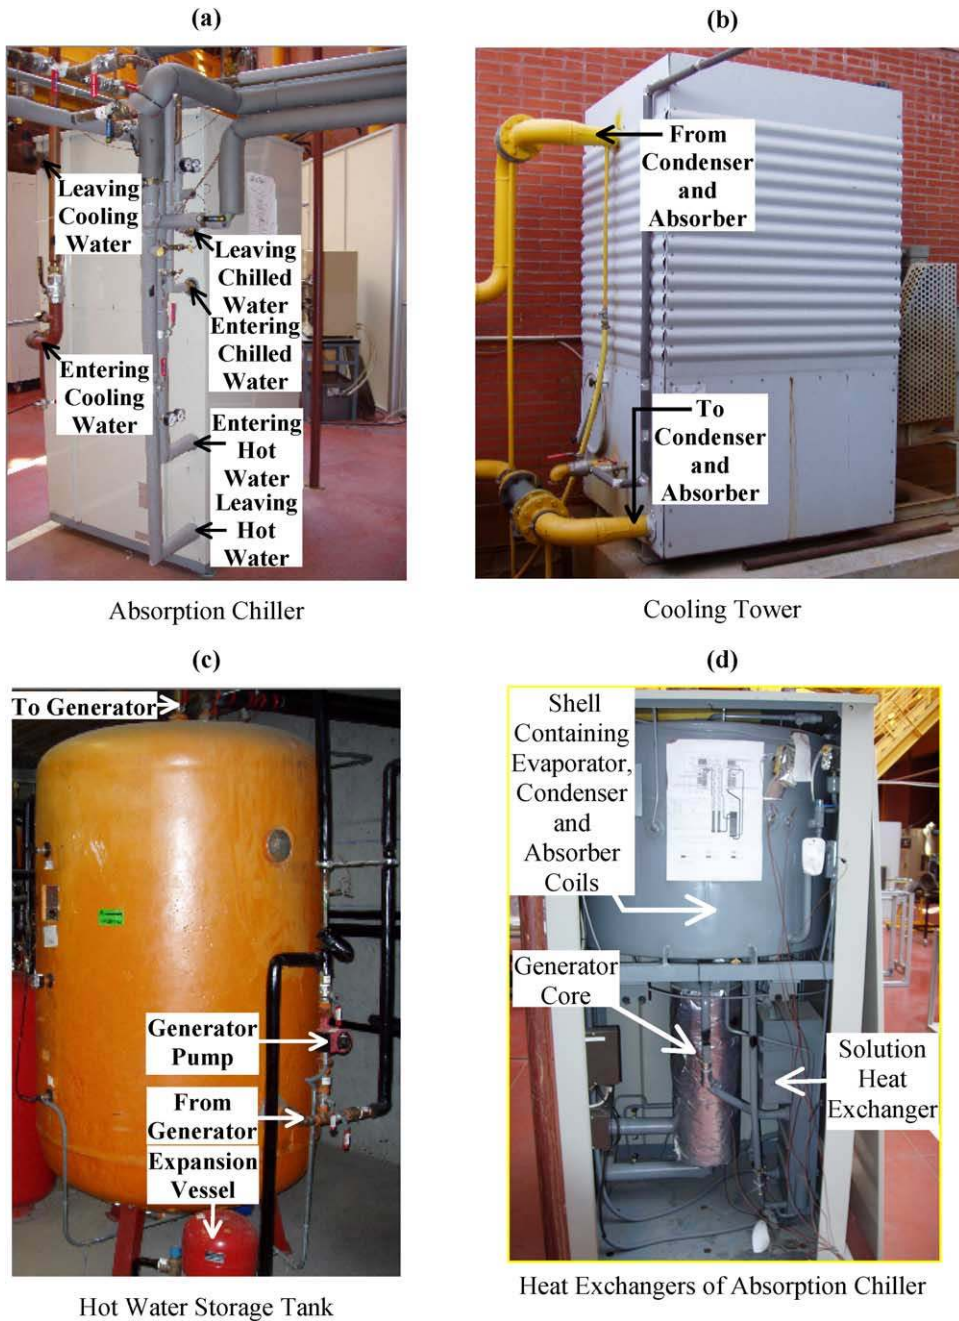 (a)
Leaving
Cooling
Water
Leaving
Chilled
Water
Entering
Chilled
Water
Entering
Cooling
Water
Entering
Hot
Water
Leaving
Hot
Water
Absorption Chiller
(b)
From
Condenser
and
Absorber
To
Condenser
and
Absorber
Cooling Tower
(c)
To Generator
Generator
Pump
From
Generator
Expansion
Vessel
Hot Water Storage Tank
(d)
Shell
Containing
Evaporator,
Condenser
and
Absorber
Coils
Generator
Core
Solution
Heat
Exchanger
Heat Exchangers of Absorption Chiller